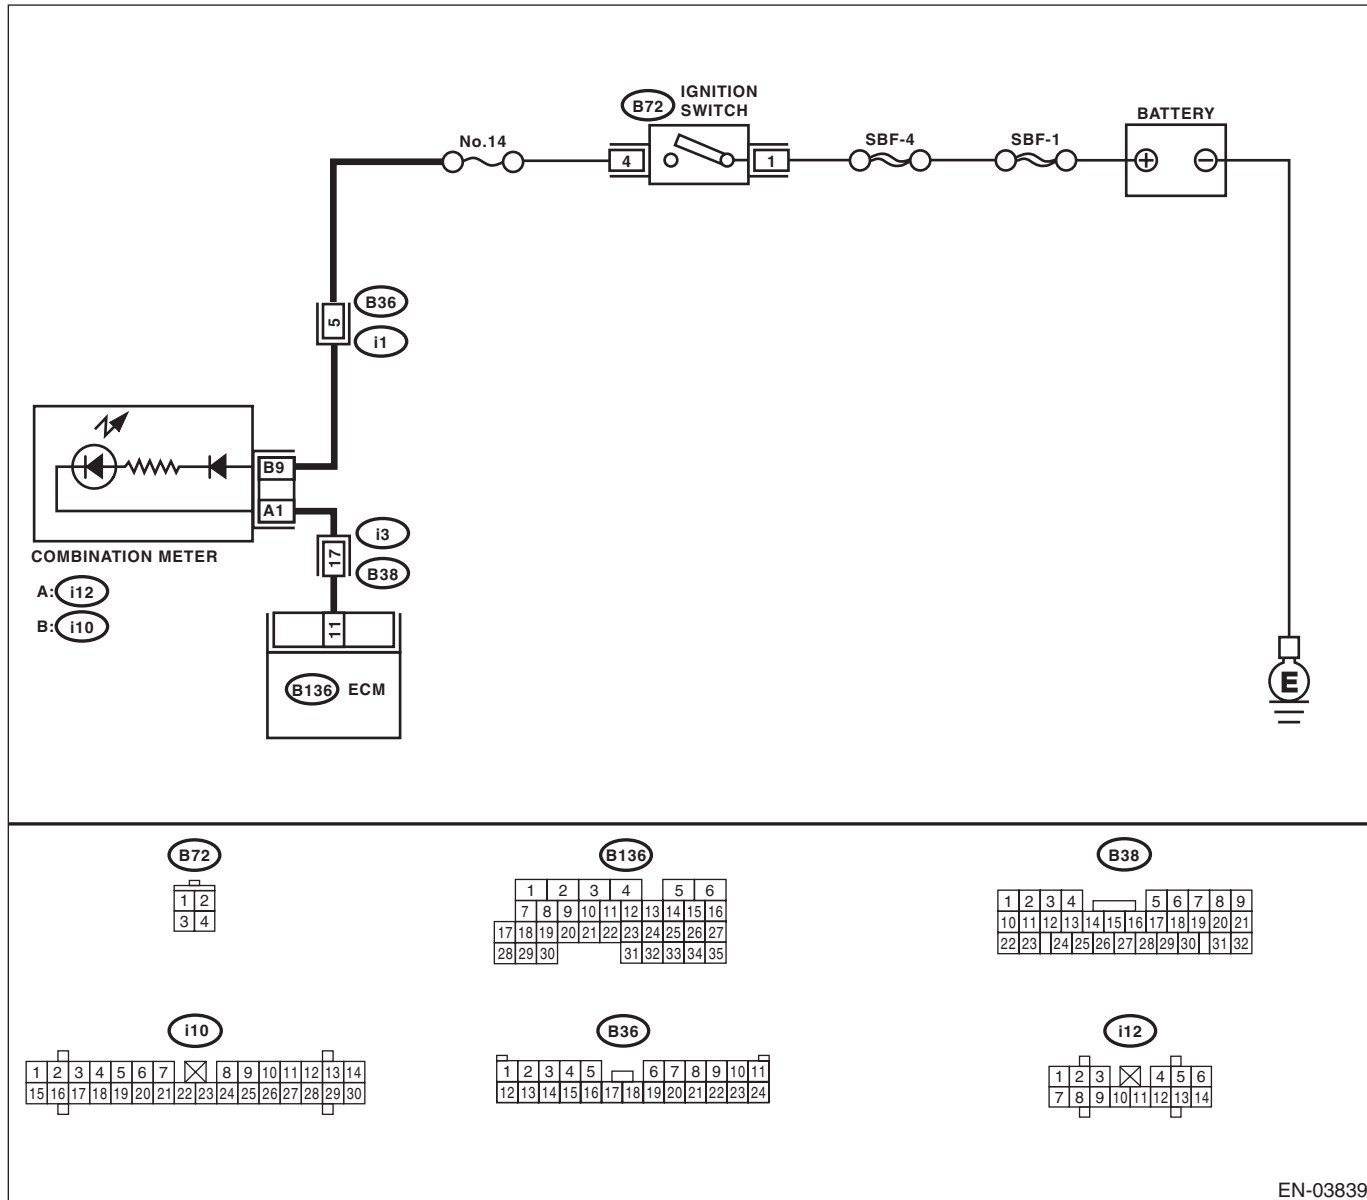 IGNITION
SWITCH
B72
BATTERY
No.14
SBF-4
SBF-1
4
1
+
−
B36
5
i1
B9
A1
COMBINATION METER
i3
17
B38
A: i12
B: i10
11
B136 ECM
E
B72
1 2
3 4
B136
1 2 3 4 5 6
7 8 9 10 11 12 13 14 15 16
17 18 19 20 21 22 23 24 25 26 27
28 29 30 31 32 33 34 35
B38
1 2 3 4 5 6 7 8 9
10 11 12 13 14 15 16 17 18 19 20 21
22 23 24 25 26 27 28 29 30 31 32
i10
1 2 3 4 5 6 7 8 9 10 11 12 13 14
15 16 17 18 19 20 21 22 23 24 25 26 27 28 29 30
B36
1 2 3 4 5 6 7 8 9 10 11
12 13 14 15 16 17 18 19 20 21 22 23 24
i12
1 2 3 4 5 6
7 8 9 10 11 12 13 14
EN-03839